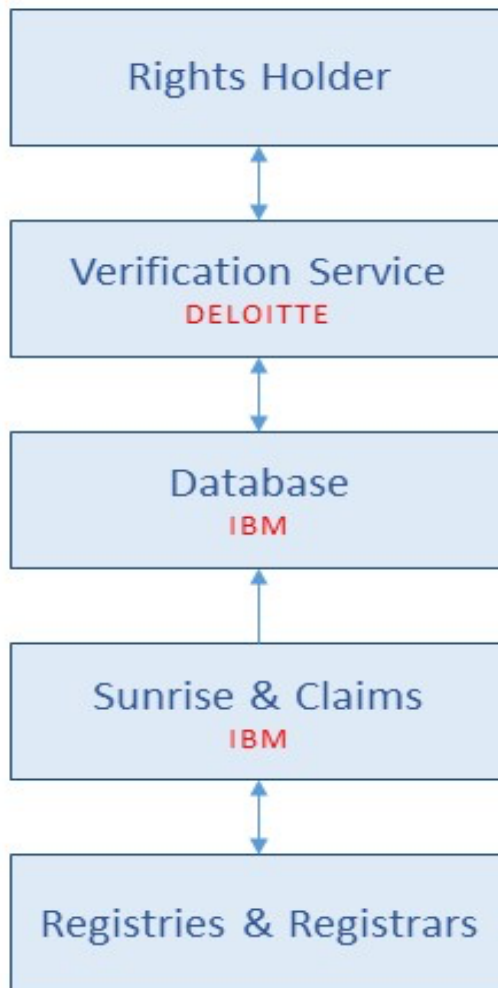 Rights Holder
Verification Service
DELOITTE
Database
IBM
Sunrise & Claims
IBM
Registries & Registrars